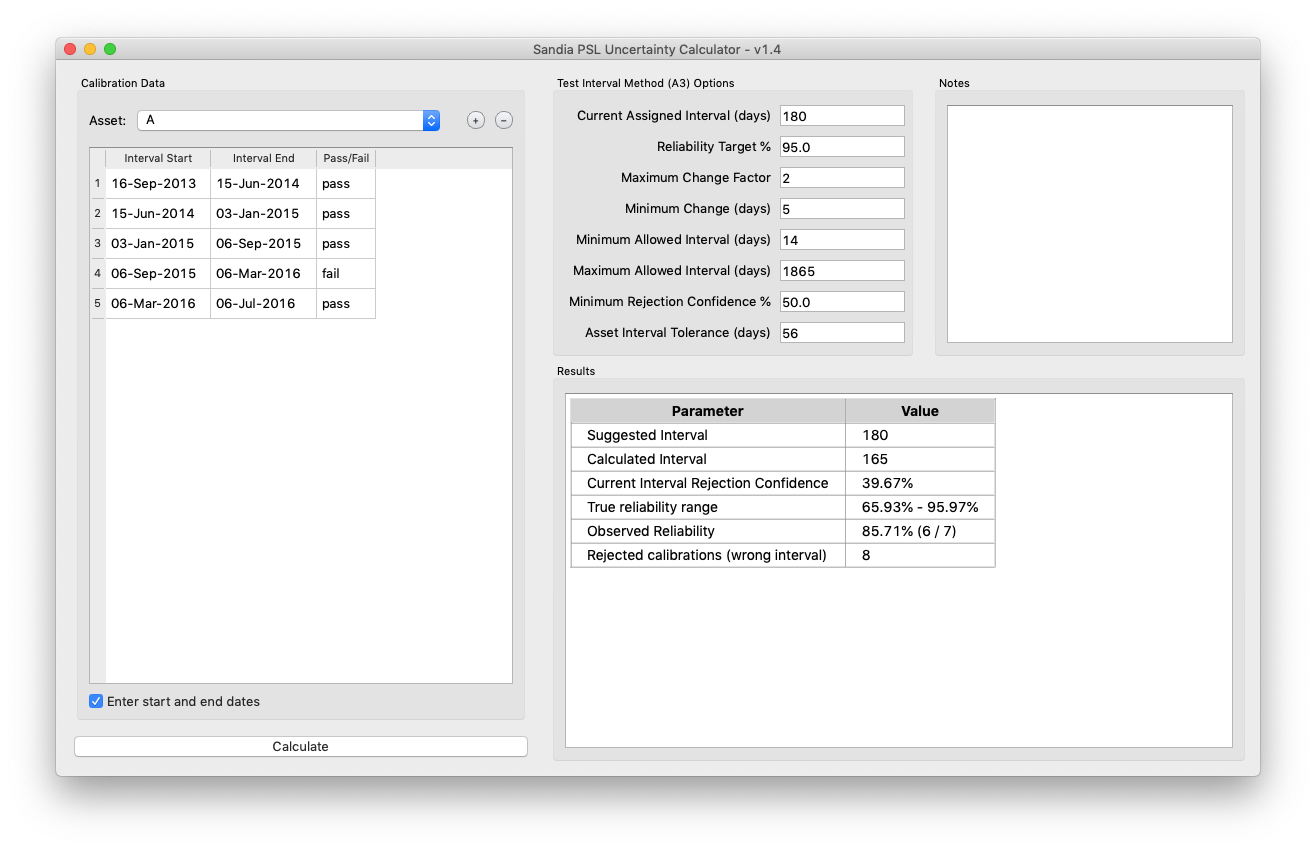 Sandia PSL Uncertainty Calculator - v1.4
Calibration Data
Asset: A
+ −
Interval Start Interval End Pass/Fail
1 16-Sep-2013 15-Jun-2014 pass
2 15-Jun-2014 03-Jan-2015 pass
3 03-Jan-2015 06-Sep-2015 pass
4 06-Sep-2015 06-Mar-2016 fail
5 06-Mar-2016 06-Jul-2016 pass
Enter start and end dates
Calculate
Test Interval Method (A3) Options
Current Assigned Interval (days) 180
Reliability Target % 95.0
Maximum Change Factor 2
Minimum Change (days) 5
Minimum Allowed Interval (days) 14
Maximum Allowed Interval (days) 1865
Minimum Rejection Confidence % 50.0
Asset Interval Tolerance (days) 56
Notes
Results
Parameter Value
Suggested Interval 180
Calculated Interval 165
Current Interval Rejection Confidence 39.67%
True reliability range 65.93% - 95.97%
Observed Reliability 85.71% (6 / 7)
Rejected calibrations (wrong interval) 8